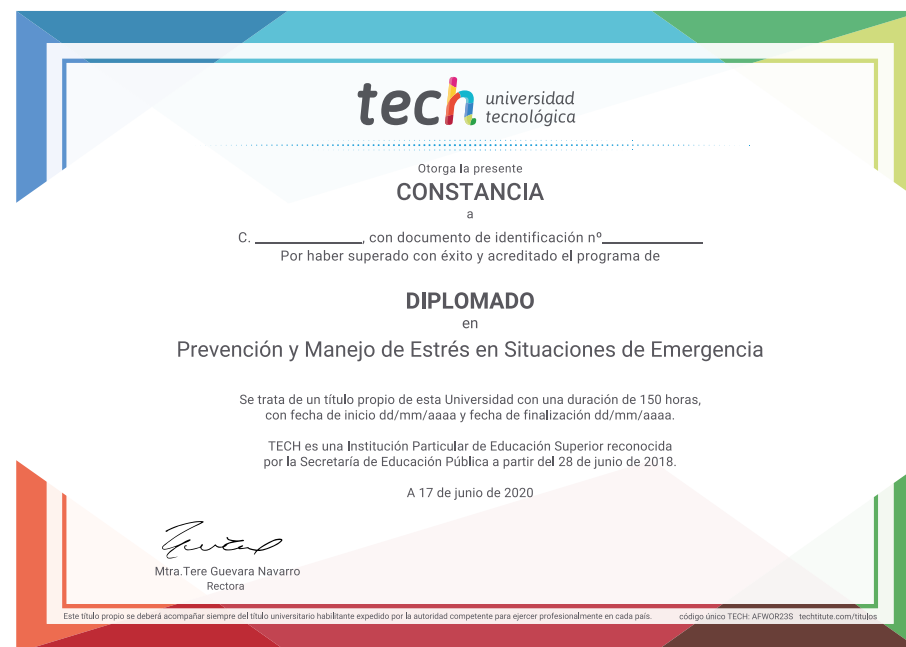 tech universidad
tecnológica
Otorga la presente
CONSTANCIA
a
C. ____________, con documento de identificación nº____________
Por haber superado con éxito y acreditado el programa de
DIPLOMADO
en
Prevención y Manejo de Estrés en Situaciones de Emergencia
Se trata de un título propio de esta Universidad con una duración de 150 horas,
con fecha de inicio dd/mm/aaaa y fecha de finalización dd/mm/aaaa.
TECH es una Institución Particular de Educación Superior reconocida
por la Secretaría de Educación Pública a partir del 28 de junio de 2018.
A 17 de junio de 2020
Mtra.Tere Guevara Navarro
Rectora
Este título propio se deberá acompañar siempre del título universitario habilitante expedido por la autoridad competente para ejercer profesionalmente en cada país. código único TECH: AFWOR23S techtitute.com/titulos